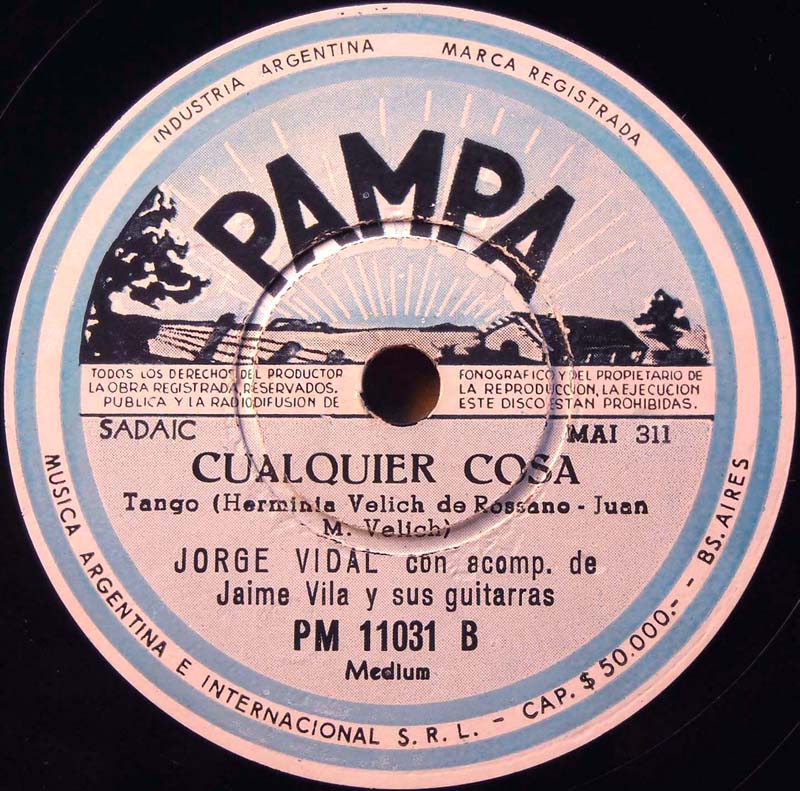 INDUSTRIA ARGENTINA MARCA REGISTRADA
PAMPA
TODOS LOS DERECHOS DEL PRODUCTOR FONOGRAFICO Y DEL PROPIETARIO DE
LA OBRA REGISTRADA RESERVADOS. LA REPRODUCCION, LA EJECUCION
PUBLICA Y LA RADIODIFUSION DE ESTE DISCO ESTAN PROHIBIDAS.
SADAIC MAI 311
CUALQUIER COSA
Tango (Herminia Velich de Rossano - Juan
M. Velich)
JORGE VIDAL con acomp. de
Jaime Vila y sus guitarras
PM 11031 B
Medium
MUSICA ARGENTINA E INTERNACIONAL S. R. L. - CAP. $ 50.000.- - BS. AIRES